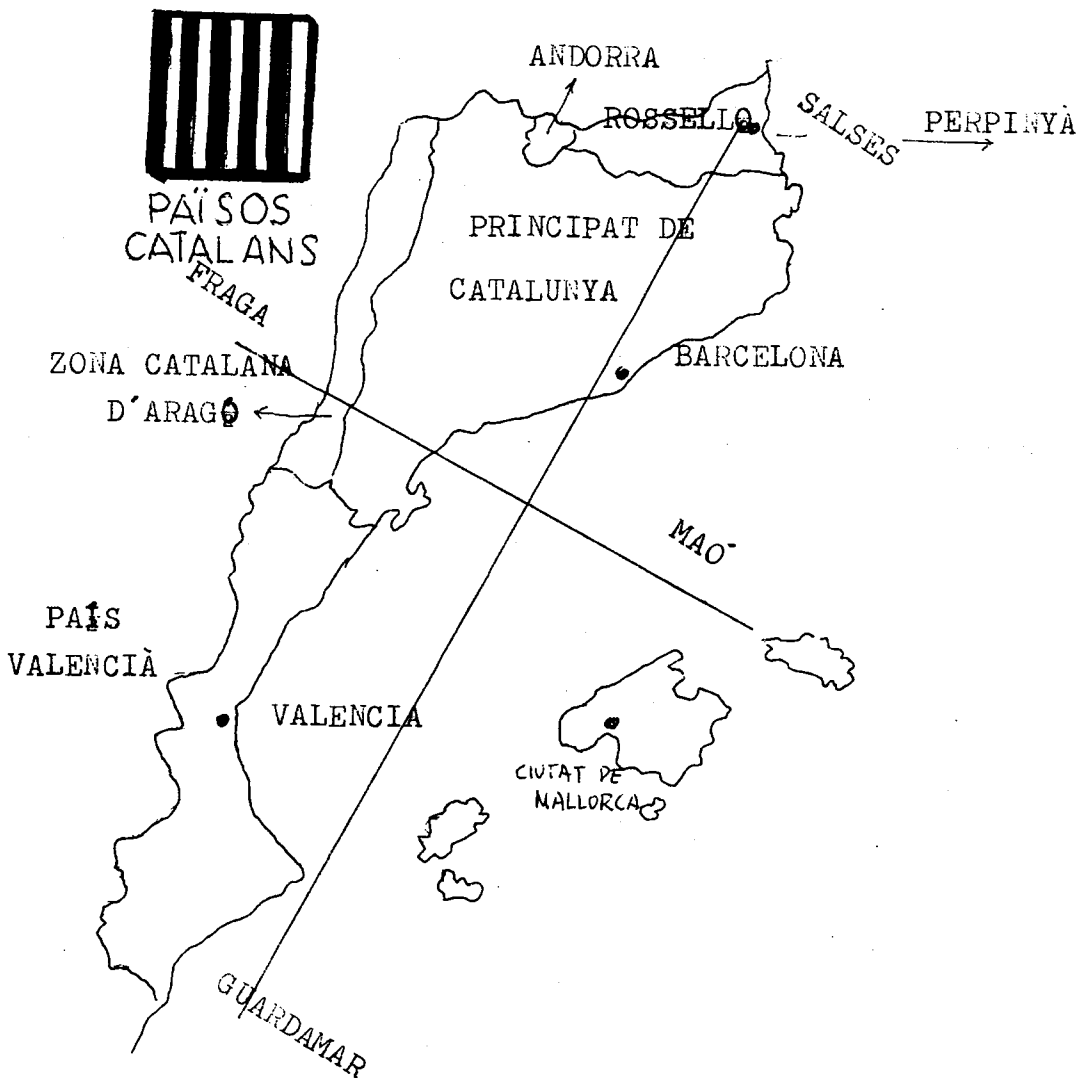 ANDORRA
ROSSELLO
SALSES
PERPINYÀ
PAÏSOS
CATALANS
PRINCIPAT DE
CATALUNYA
FRAGA
ZONA CATALANA
D'ARAGÓ
BARCELONA
MAÓ
PAÍS
VALENCIÀ
VALENCIA
CIUTAT DE
MALLORCA
GUARDAMAR